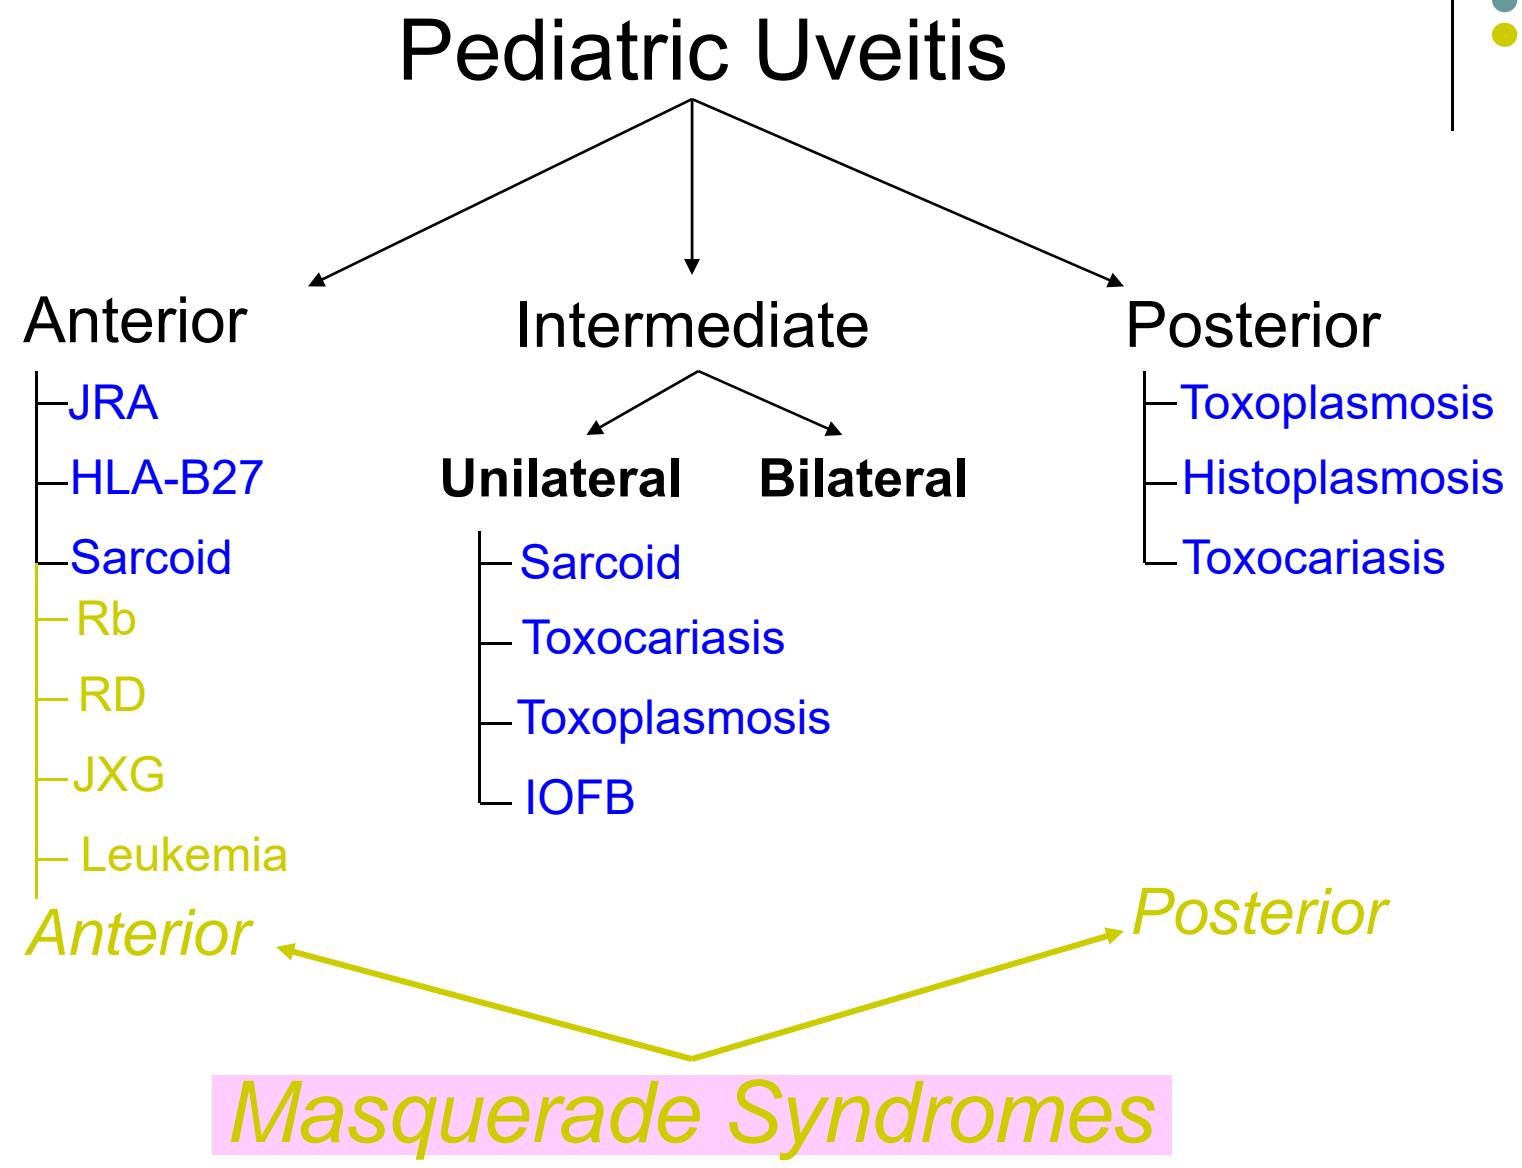 Pediatric Uveitis
Anterior
JRA
HLA-B27
Sarcoid
Rb
RD
JXG
Leukemia
Anterior
Intermediate
Unilateral
Sarcoid
Toxocariasis
Toxoplasmosis
IOFB
Bilateral
Posterior
Toxoplasmosis
Histoplasmosis
Toxocariasis
Posterior
Masquerade Syndromes